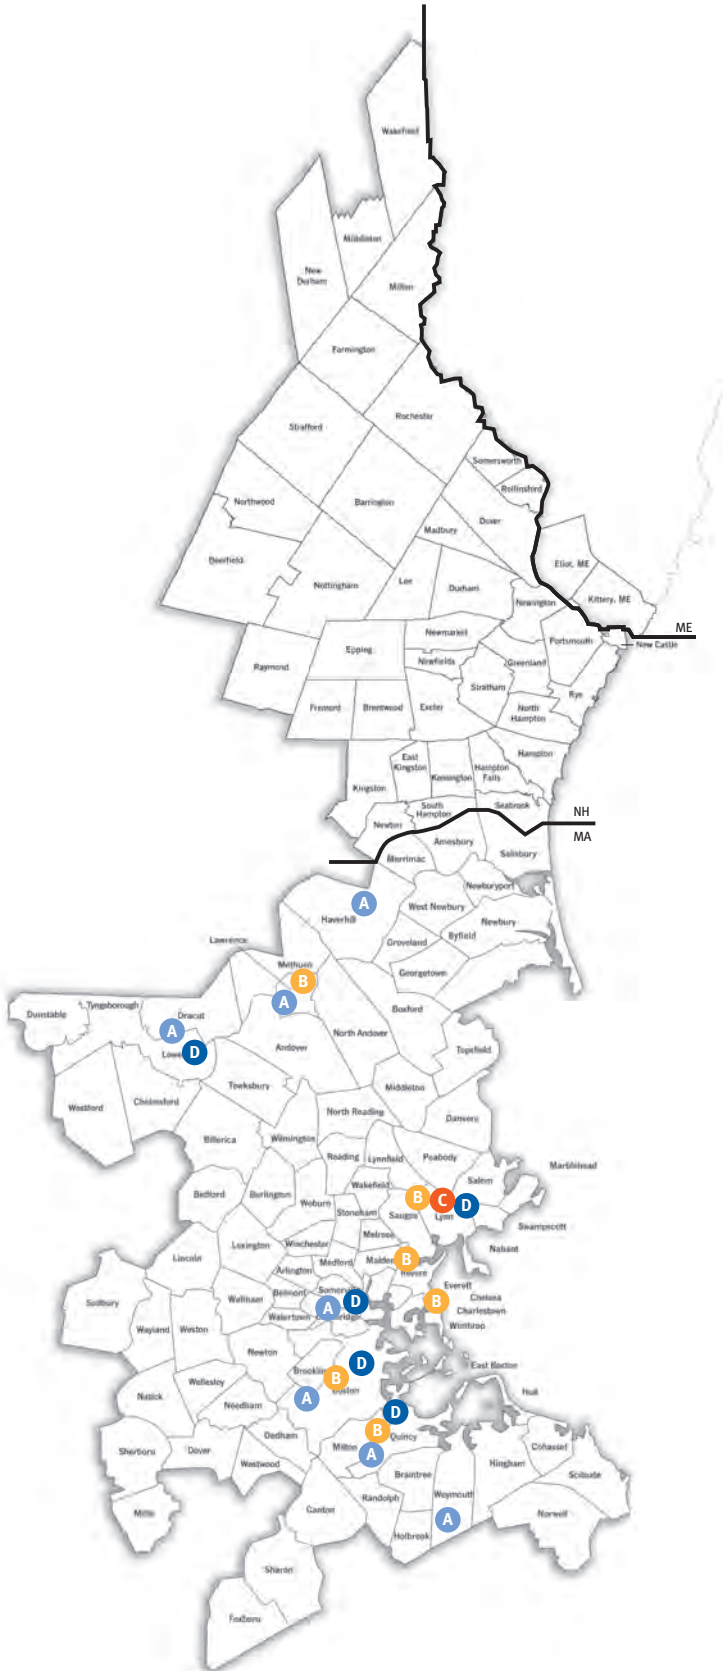 Wakefield
Middleton
New
Durham
Milton
Farmington
Rochester
Strafford
Somersworth
Rollinsford
Northwood
Barrington
Dover
Madbury
Deerfield
Eliot, ME
Nottingham
Lee
Durham
Newington
Kittery, ME
ME
Newmarket
Portsmouth
New Castle
Epping
Raymond
Newfields
Greenland
Stratham
Rye
Fremont
Brentwood
Exeter
North
Hampton
Hampton
East
Kingston
Kensington
Hampton
Falls
Kingston
South
Hampton
Seabrook
NH
Newton
MA
Amesbury
Salisbury
Merrimac
Newburyport
A
West Newbury
Haverhill
Newbury
Byfield
Groveland
Lawrence
Methuen
Georgetown
B
A
Boxford
Dunstable
Tyngsborough
Dracut
A
North Andover
Andover
Topsfield
D
Tewksbury
Middleton
Westford
Chelmsford
North Reading
Danvers
Billerica
Wilmington
Reading
Lynnfield
Peabody
Marblehead
Salem
Wakefield
Bedford
Burlington
Woburn
B
C
D
Stoneham
Saugus
Lynn
Swampscott
Melrose
Lexington
Winchester
Nahant
Lincoln
Medford
Malden
B
Revere
Arlington
Everett
Belmont
Chelsea
Sudbury
Waltham
A
D
B
Charlestown
Watertown
Winthrop
Wayland
Weston
Newton
D
East Boston
Brookline
B
Boston
Wellesley
A
Natick
Needham
Hull
D
B
Quincy
Dedham
Milton
A
Cohasset
Sherborn
Dover
Westwood
Hingham
Braintree
Scituate
Randolph
Weymouth
Canton
A
Norwell
Millis
Holbrook
Sharon
Foxboro